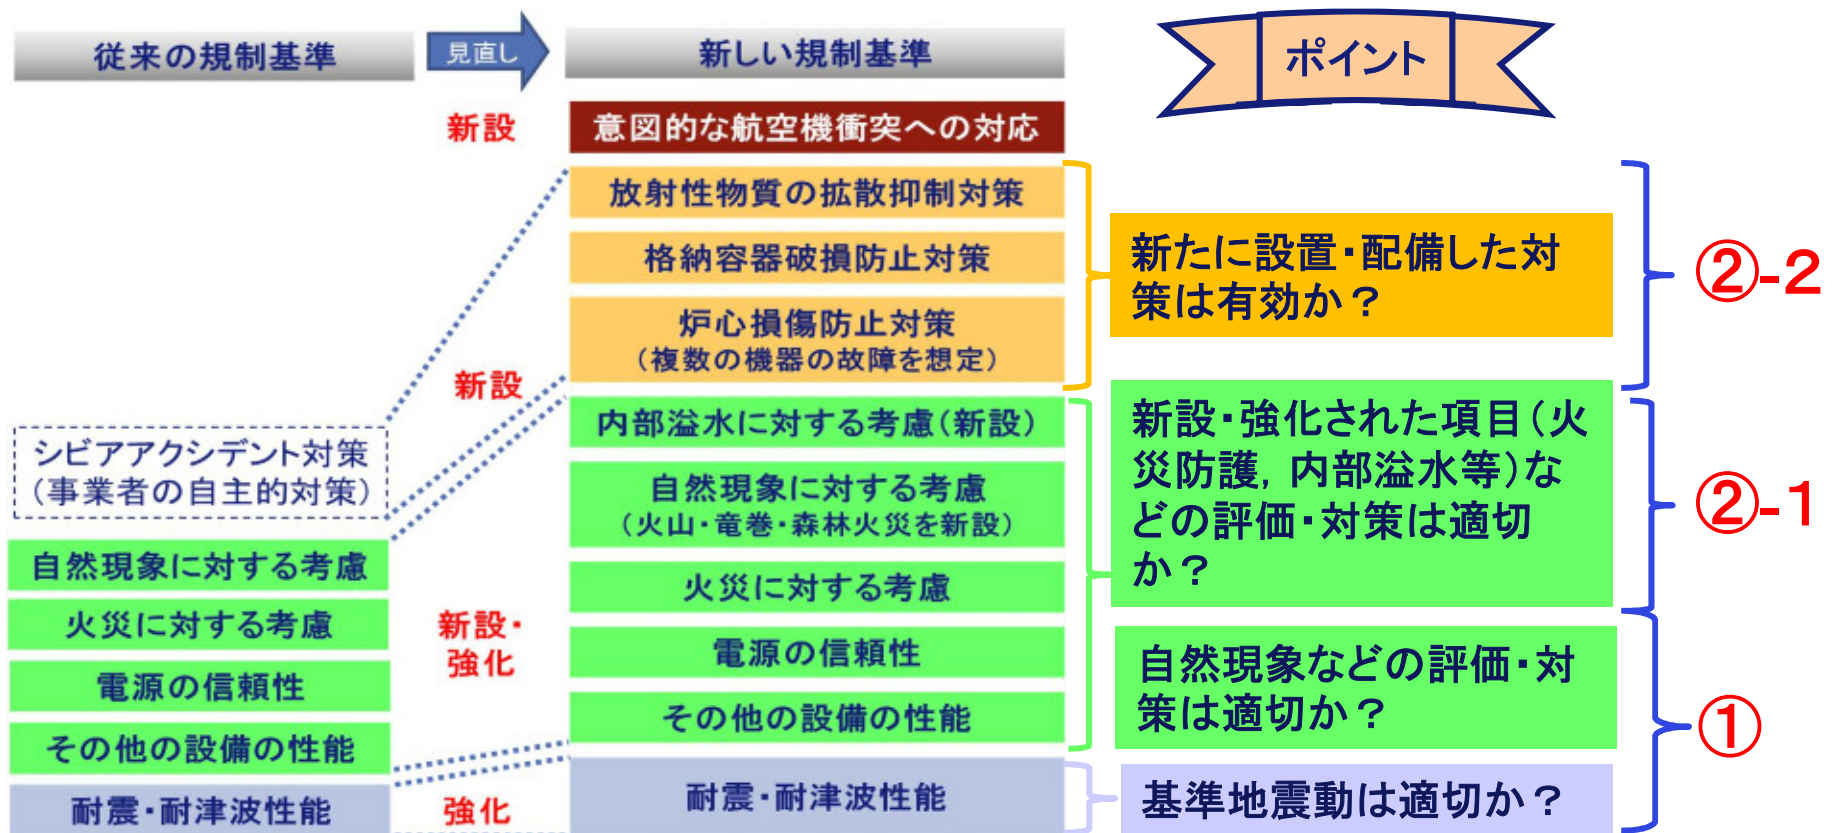 従来の規制基準
見直し
新しい規制基準
ポイント
新設
意図的な航空機衝突への対応
放射性物質の拡散抑制対策
格納容器破損防止対策
炉心損傷防止対策
（複数の機器の故障を想定）
新たに設置・配備した対
策は有効か？
②-2
新設
シビアアクシデント対策
（事業者の自主的対策）
自然現象に対する考慮
火災に対する考慮
電源の信頼性
その他の設備の性能
耐震・耐津波性能
新設・
強化
強化
内部溢水に対する考慮（新設）
自然現象に対する考慮
（火山・竜巻・森林火災を新設）
火災に対する考慮
電源の信頼性
その他の設備の性能
耐震・耐津波性能
新設・強化された項目（火
災防護，内部溢水等）な
どの評価・対策は適切
か？
②-1
自然現象などの評価・対
策は適切か？
①
基準地震動は適切か？